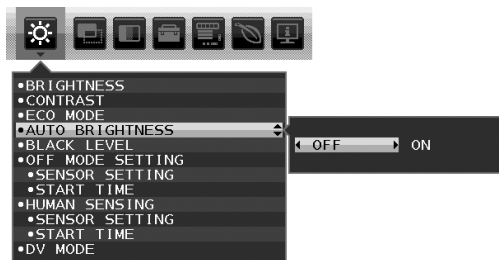 •BRIGHTNESS
•CONTRAST
•ECO MODE
•AUTO BRIGHTNESS
OFF ON
•BLACK LEVEL
•OFF MODE SETTING
•SENSOR SETTING
•START TIME
•HUMAN SENSING
•SENSOR SETTING
•START TIME
•DV MODE